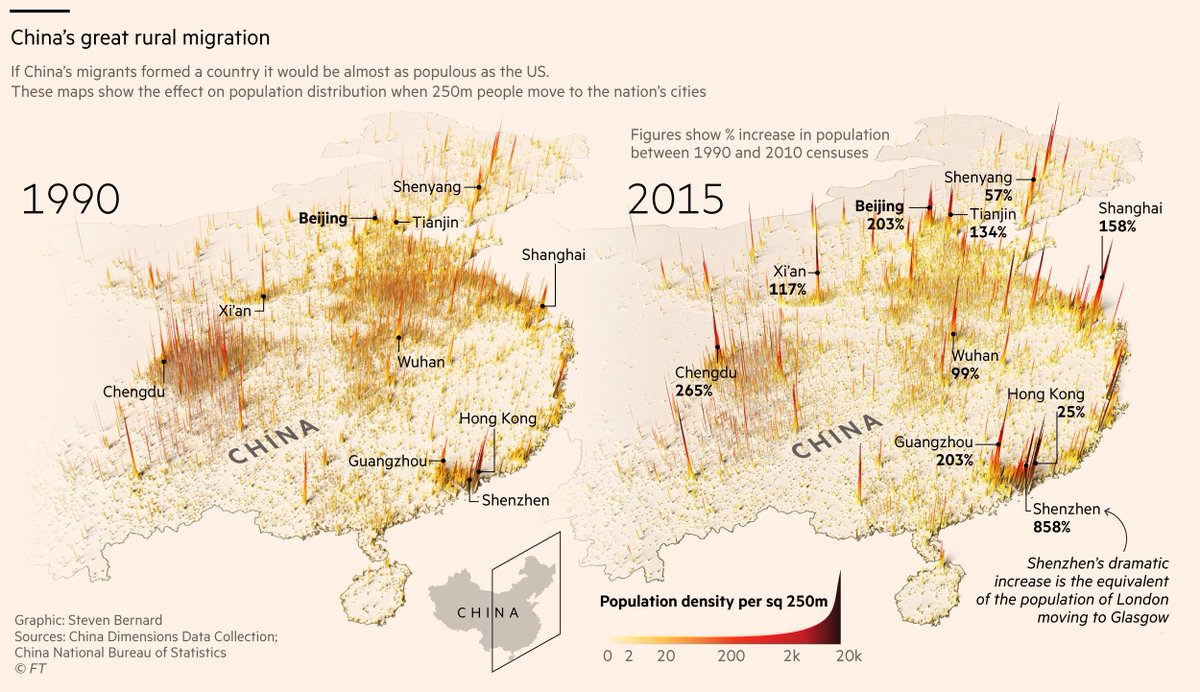 China’s great rural migration
If China’s migrants formed a country it would be almost as populous as the US.
These maps show the effect on population distribution when 250m people move to the nation’s cities
1990
Shenyang
Beijing
Tianjin
Shanghai
Xi’an
Wuhan
Chengdu
CHINA
Hong Kong
Guangzhou
Shenzhen
Figures show % increase in population
between 1990 and 2010 censuses
2015
Shenyang
57%
Beijing
203%
Tianjin
134%
Shanghai
158%
Xi’an
117%
Wuhan
99%
Chengdu
265%
CHINA
Hong Kong
25%
Guangzhou
203%
Shenzhen
858%
Shenzhen’s dramatic
increase is the equivalent
of the population of London
moving to Glasgow
CHINA
Population density per sq 250m
0 2 20 200 2k 20k
Graphic: Steven Bernard
Sources: China Dimensions Data Collection;
China National Bureau of Statistics
© FT